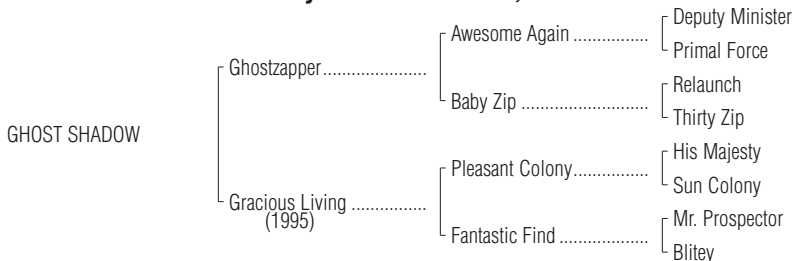 Deputy Minister
Awesome Again ................
Primal Force
Ghostzapper......................
Relaunch
Baby Zip ...........................
Thirty Zip
GHOST SHADOW
His Majesty
Pleasant Colony................
Sun Colony
Gracious Living ................
(1995)
Mr. Prospector
Fantastic Find ...................
Blitey